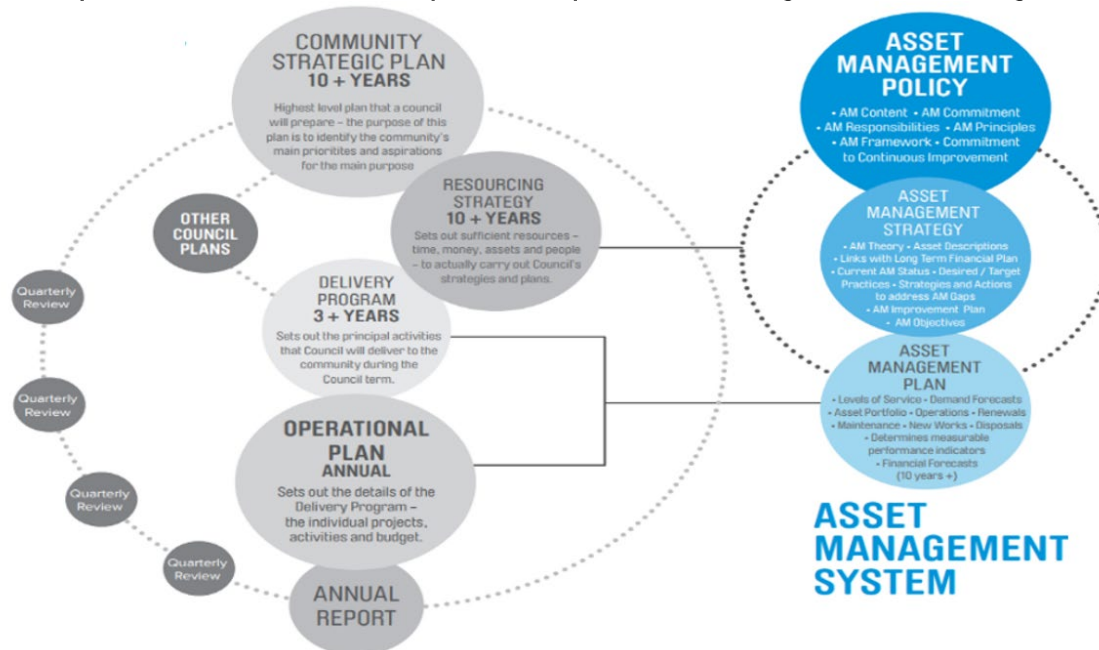 COMMUNITY
STRATEGIC PLAN
10 + YEARS
Highest level plan that a council
will prepare – the purpose of this
plan is to identify the community's
main prioritites and aspirations
for the main purpose
RESOURCING
STRATEGY
10 + YEARS
Sets out sufficient resources –
time, money, assets and people
– to actually carry out Council's
strategies and plans.
OTHER
COUNCIL
PLANS
DELIVERY
PROGRAM
3 + YEARS
Sets out the principal activities
that Council will deliver to the
community during the
Council term.
OPERATIONAL
PLAN
ANNUAL
Sets out the details of the
Delivery Program –
the individual projects,
activities and budget.
ANNUAL
REPORT
Quarterly
Review
Quarterly
Review
Quarterly
Review
Quarterly
Review
ASSET
MANAGEMENT
POLICY
• AM Content • AM Commitment
• AM Responsibilities • AM Principles
• AM Framework • Commitment
to Continuous Improvement
ASSET
MANAGEMENT
STRATEGY
• AM Theory • Asset Descriptions
• Links with Long Term Financial Plan
• Current AM Status • Desired / Target
Practices • Strategies and Actions
to address AM Gaps
• AM Improvement Plan
• AM Objectives
ASSET
MANAGEMENT
PLAN
• Levels of Service • Demand Forecasts
• Asset Portfolio • Operations • Renewals
• Maintenance • New Works • Disposals
• Determines measurable
performance indicators
• Financial Forecasts
(10 years +)
ASSET
MANAGEMENT
SYSTEM